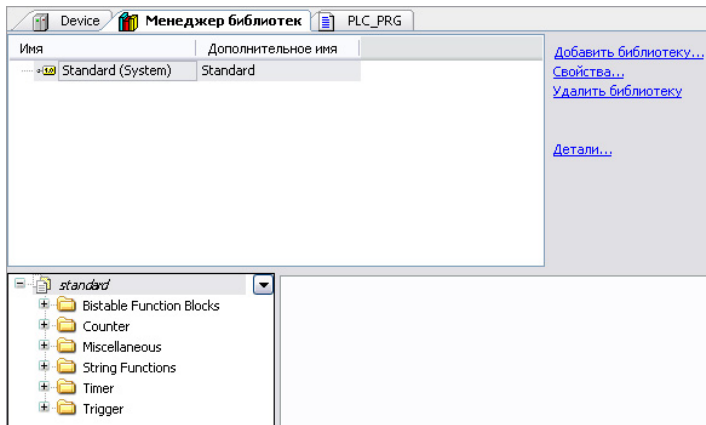 Device Менеджер библиотек PLC_PRG
Имя Дополнительное имя
Standard (System) Standard
Добавить библиотеку...
Свойства...
Удалить библиотеку
Детали...
standard
Bistable Function Blocks
Counter
Miscellaneous
String Functions
Timer
Trigger